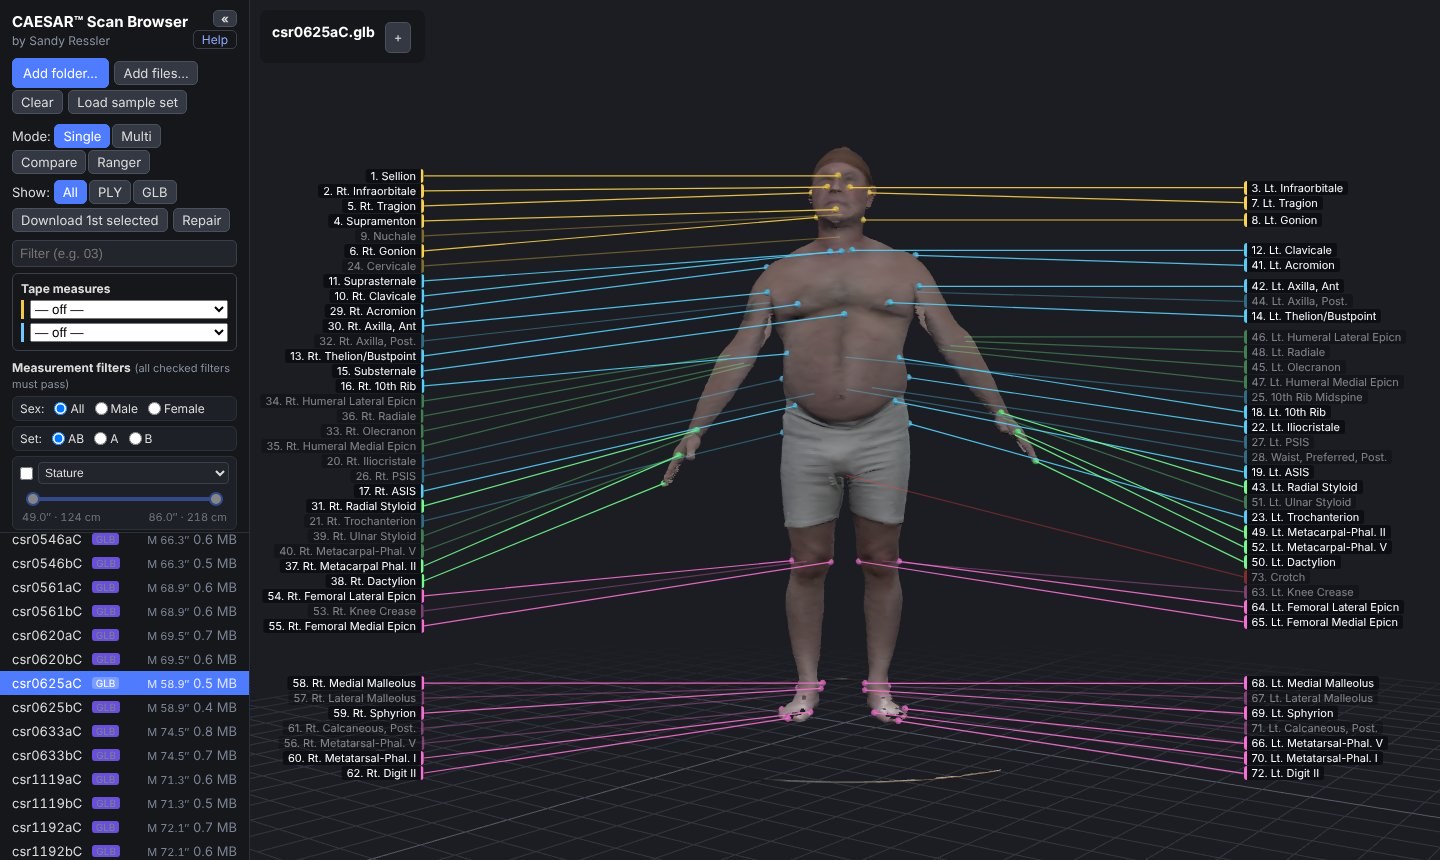 CAESAR™ Scan Browser
«
by Sandy Ressler
Help
Add folder...
Add files...
Clear
Load sample set
Mode: Single Multi
Compare Ranger
Show: All PLY GLB
Download 1st selected
Repair
Filter (e.g. 03)
Tape measures
— off —
— off —
Measurement filters (all checked filters
must pass)
Sex: All Male Female
Set: AB A B
Stature
49.0" · 124 cm
86.0" · 218 cm
csr0546aC GLB M 66.3" 0.6 MB
csr0546bC GLB M 66.3" 0.5 MB
csr0561aC GLB M 68.9" 0.6 MB
csr0561bC GLB M 68.9" 0.6 MB
csr0620aC GLB M 69.5" 0.7 MB
csr0620bC GLB M 69.5" 0.6 MB
csr0625aC GLB M 58.9" 0.5 MB
csr0625bC GLB M 58.9" 0.4 MB
csr0633aC GLB M 74.5" 0.8 MB
csr0633bC GLB M 74.5" 0.7 MB
csr1119aC GLB M 71.3" 0.6 MB
csr1119bC GLB M 71.3" 0.5 MB
csr1192aC GLB M 72.1" 0.7 MB
csr1192bC GLB M 72.1" 0.6 MB
csr0625aC.glb
+
1. Sellion
2. Rt. Infraorbitale
5. Rt. Tragion
4. Supramenton
9. Nuchale
6. Rt. Gonion
24. Cervicale
11. Suprasternale
10. Rt. Clavicale
29. Rt. Acromion
30. Rt. Axilla, Ant
32. Rt. Axilla, Post.
13. Rt. Thelion/Bustpoint
15. Substernale
16. Rt. 10th Rib
34. Rt. Humeral Lateral Epicn
36. Rt. Radiale
33. Rt. Olecranon
35. Rt. Humeral Medial Epicn
20. Rt. Iliocristale
26. Rt. PSIS
17. Rt. ASIS
31. Rt. Radial Styloid
21. Rt. Trochanterion
39. Rt. Ulnar Styloid
40. Rt. Metacarpal-Phal. V
37. Rt. Metacarpal Phal. II
38. Rt. Dactylion
54. Rt. Femoral Lateral Epicn
53. Rt. Knee Crease
55. Rt. Femoral Medial Epicn
58. Rt. Medial Malleolus
57. Rt. Lateral Malleolus
59. Rt. Sphyrion
61. Rt. Calcaneous, Post.
56. Rt. Metatarsal-Phal. V
60. Rt. Metatarsal-Phal. I
62. Rt. Digit II
3. Lt. Infraorbitale
7. Lt. Tragion
8. Lt. Gonion
12. Lt. Clavicale
41. Lt. Acromion
42. Lt. Axilla, Ant
44. Lt. Axilla, Post.
14. Lt. Thelion/Bustpoint
46. Lt. Humeral Lateral Epicn
48. Lt. Radiale
45. Lt. Olecranon
47. Lt. Humeral Medial Epicn
25. 10th Rib Midspine
18. Lt. 10th Rib
22. Lt. Iliocristale
27. Lt. PSIS
28. Waist, Preferred, Post.
19. Lt. ASIS
43. Lt. Radial Styloid
51. Lt. Ulnar Styloid
23. Lt. Trochanterion
49. Lt. Metacarpal-Phal. II
52. Lt. Metacarpal-Phal. V
50. Lt. Dactylion
73. Crotch
63. Lt. Knee Crease
64. Lt. Femoral Lateral Epicn
65. Lt. Femoral Medial Epicn
68. Lt. Medial Malleolus
67. Lt. Lateral Malleolus
69. Lt. Sphyrion
71. Lt. Calcaneous, Post.
66. Lt. Metatarsal-Phal. V
70. Lt. Metatarsal-Phal. I
72. Lt. Digit II